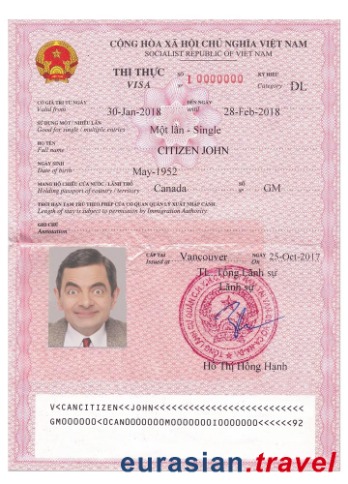 CỘNG HÒA XÃ HỘI CHỦ NGHĨA VIỆT NAM
SOCIALIST REPUBLIC OF VIET NAM
THỊ THỰC
VISA
Số
Nº
10000000
KÝ HIỆU
Category
DL
CÓ GIÁ TRỊ TỪ NGÀY
Valid from
30-Jan-2018
ĐẾN NGÀY
until
28-Feb-2018
SỬ DỤNG MỘT - NHIỀU LẦN
Good for single / multiple entries
Một lần - Single
HỌ TÊN
Full name
CITIZEN JOHN
NGÀY SINH
Date of birth
May-1952
MANG HỘ CHIẾU CỦA NƯỚC - LÃNH THỔ
Holding passport of country / territory
Canada
Số
Nº
GM
THỜI HẠN TẠM TRÚ THEO PHÉP CỦA CƠ QUAN QUẢN LÝ XUẤT NHẬP CẢNH
Length of stay is subject to permission by Immigration Authority
GHI CHÚ
Annotation
CẤP TẠI
Issued at
Vancouver
NGÀY
On
25-Oct-2017
TL. Tổng Lãnh sự
Lãnh sự
Hồ Thị Hồng Hạnh
V<CANCITIZEN<<JOHN<<<<<<<<<<<<<<<<<<<<<<<<<<
eurasian.travel